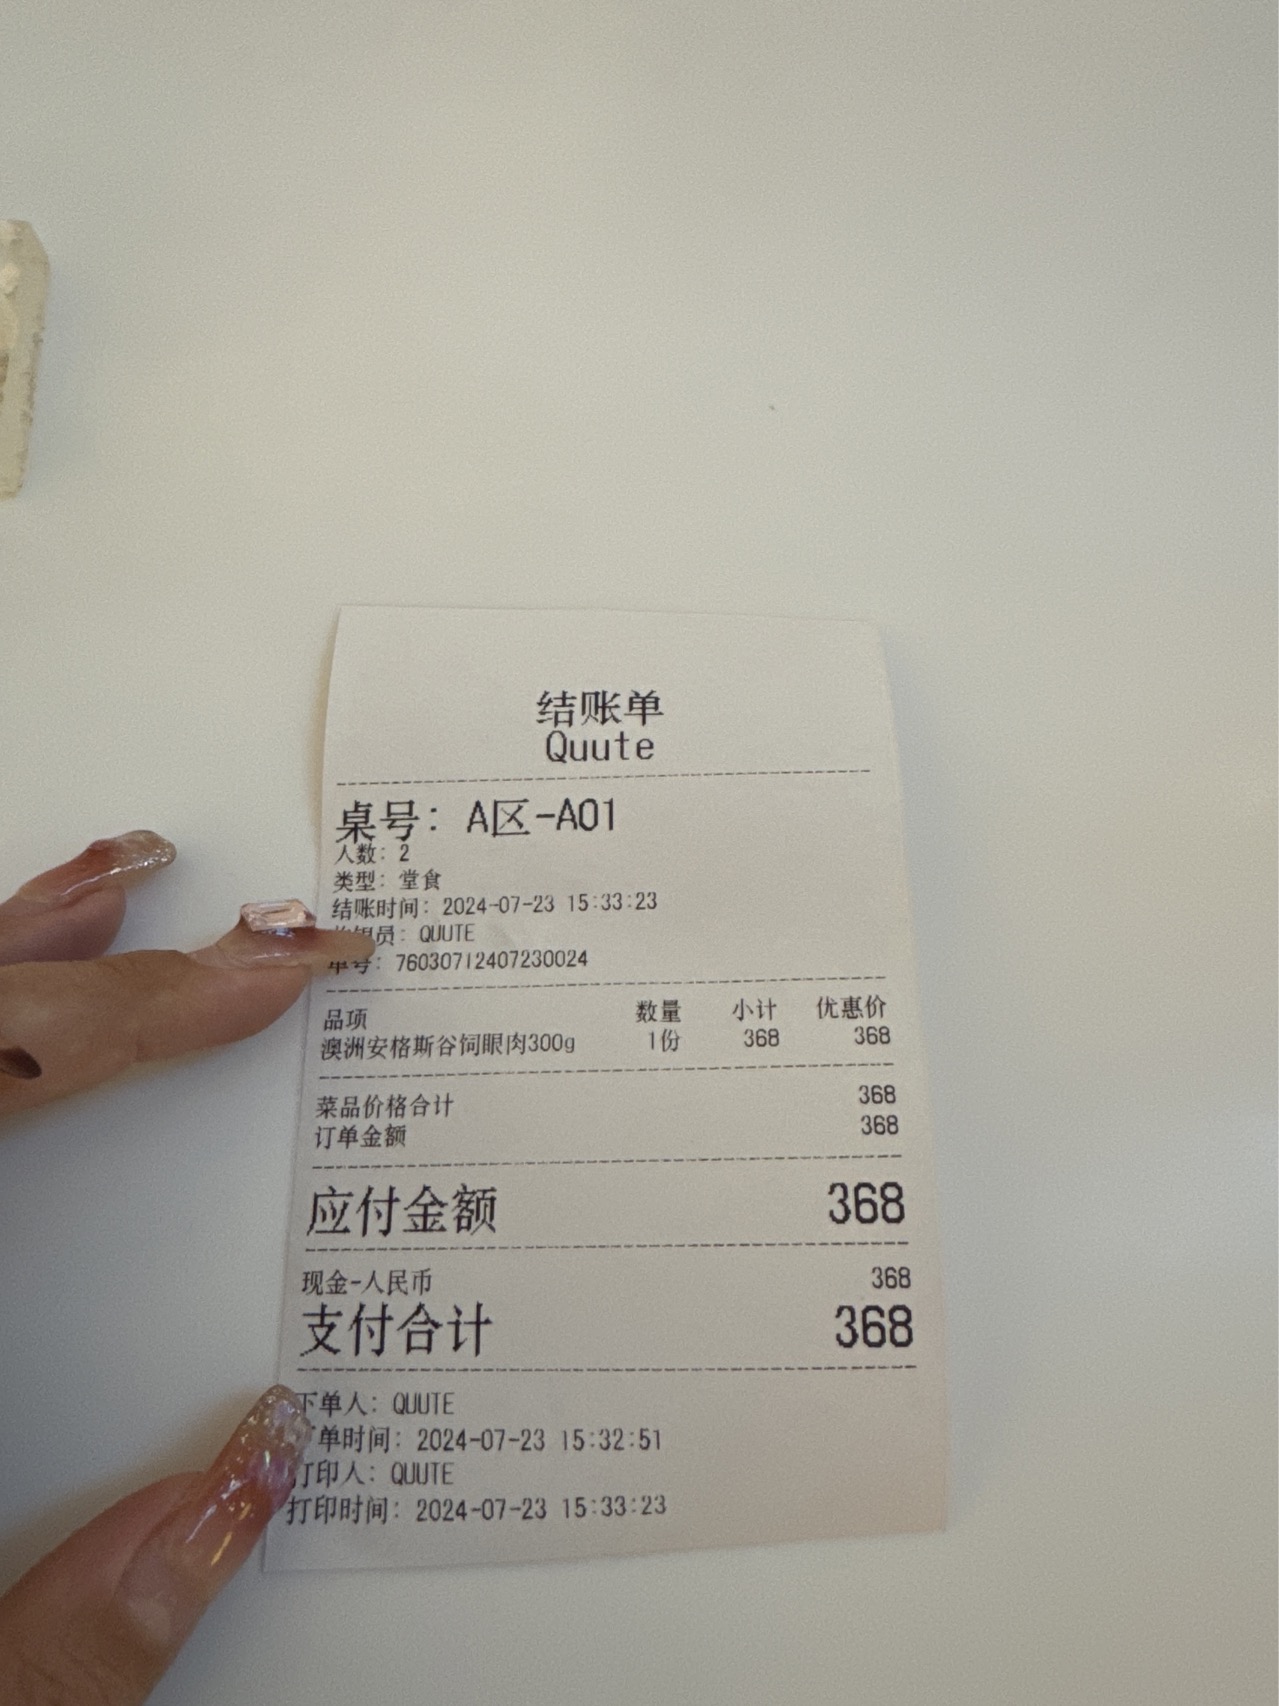 结账单
Quute
桌号: A区-A01
人数: 2
类型: 堂食
结账时间: 2024-07-23 15:33:23
员: QUUTE
单号: 76030712407230024
品项 数量 小计 优惠价
澳洲安格斯谷饲眼肉300g 1份 368 368
菜品价格合计 368
订单金额 368
应付金额 368
现金-人民币 368
支付合计 368
下单人: QUUTE
单时间: 2024-07-23 15:32:51
打印人: QUUTE
打印时间: 2024-07-23 15:33:23